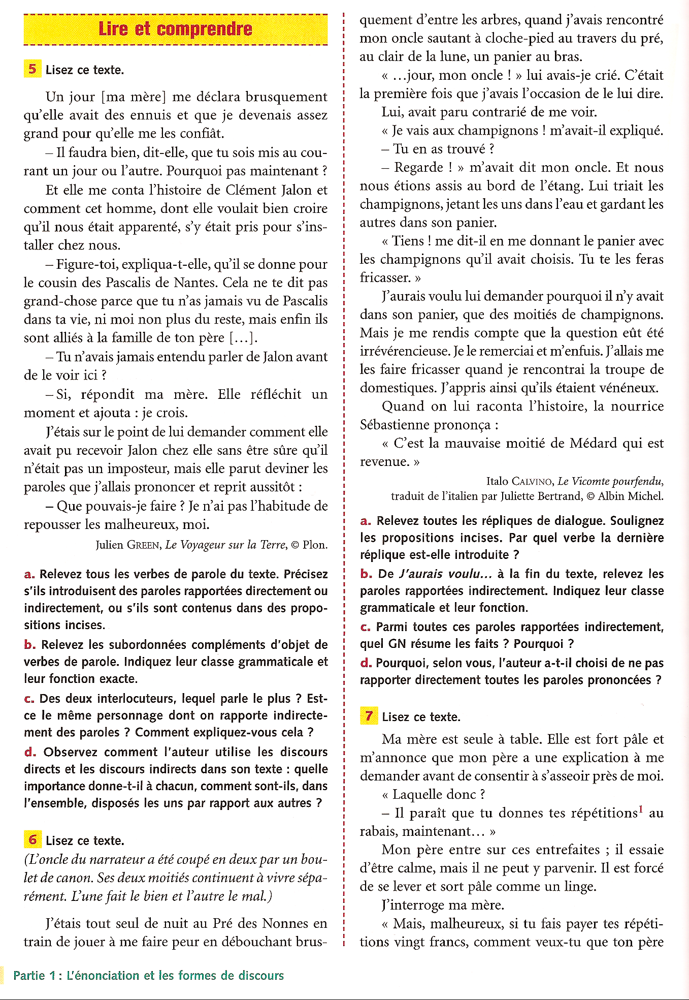 Lire et comprendre
5 Lisez ce texte.
Un jour [ma mère] me déclara brusquement
qu'elle avait des ennuis et que je devenais assez
grand pour qu'elle me les confiât.
– Il faudra bien, dit-elle, que tu sois mis au cou-
rant un jour ou l'autre. Pourquoi pas maintenant ?
Et elle me conta l'histoire de Clément Jalon et
comment cet homme, dont elle voulait bien croire
qu'il nous était apparenté, s'y était pris pour s'ins-
taller chez nous.
– Figure-toi, expliqua-t-elle, qu'il se donne pour
le cousin des Pascalis de Nantes. Cela ne te dit pas
grand-chose parce que tu n'as jamais vu de Pascalis
dans ta vie, ni moi non plus du reste, mais enfin ils
sont alliés à la famille de ton père […].
– Tu n'avais jamais entendu parler de Jalon avant
de le voir ici ?
– Si, répondit ma mère. Elle réfléchit un
moment et ajouta : je crois.
J'étais sur le point de lui demander comment elle
avait pu recevoir Jalon chez elle sans être sûre qu'il
n'était pas un imposteur, mais elle parut deviner les
paroles que j'allais prononcer et reprit aussitôt :
– Que pouvais-je faire ? Je n'ai pas l'habitude de
repousser les malheureux, moi.
Julien GREEN, Le Voyageur sur la Terre, © Plon.
a. Relevez tous les verbes de parole du texte. Précisez
s'ils introduisent des paroles rapportées directement ou
indirectement, ou s'ils sont contenus dans des propo-
sitions incises.
b. Relevez les subordonnées compléments d'objet de
verbes de parole. Indiquez leur classe grammaticale et
leur fonction exacte.
c. Des deux interlocuteurs, lequel parle le plus ? Est-
ce le même personnage dont on rapporte indirecte-
ment des paroles ? Comment expliquez-vous cela ?
d. Observez comment l'auteur utilise les discours
directs et les discours indirects dans son texte : quelle
importance donne-t-il à chacun, comment sont-ils, dans
l'ensemble, disposés les uns par rapport aux autres ?
6 Lisez ce texte.
(L'oncle du narrateur a été coupé en deux par un bou-
let de canon. Ses deux moitiés continuent à vivre sépa-
rément. L'une fait le bien et l'autre le mal.)
J'étais tout seul de nuit au Pré des Nonnes en
train de jouer à me faire peur en débouchant brus-
quement d'entre les arbres, quand j'avais rencontré
mon oncle sautant à cloche-pied au travers du pré,
au clair de la lune, un panier au bras.
« …jour, mon oncle ! » lui avais-je crié. C'était
la première fois que j'avais l'occasion de le lui dire.
Lui, avait paru contrarié de me voir.
« Je vais aux champignons ! m'avait-il expliqué.
– Tu en as trouvé ?
– Regarde ! » m'avait dit mon oncle. Et nous
nous étions assis au bord de l'étang. Lui triait les
champignons, jetant les uns dans l'eau et gardant les
autres dans son panier.
« Tiens ! me dit-il en me donnant le panier avec
les champignons qu'il avait choisis. Tu te les feras
fricasser. »
J'aurais voulu lui demander pourquoi il n'y avait
dans son panier, que des moitiés de champignons.
Mais je me rendis compte que la question eût été
irrévérencieuse. Je le remerciai et m'enfuis. J'allais me
les faire fricasser quand je rencontrai la troupe de
domestiques. J'appris ainsi qu'ils étaient vénéneux.
Quand on lui raconta l'histoire, la nourrice
Sébastienne prononça :
« C'est la mauvaise moitié de Médard qui est
revenue. »
Italo CALVINO, Le Vicomte pourfendu,
traduit de l'italien par Juliette Bertrand, © Albin Michel.
a. Relevez toutes les répliques de dialogue. Soulignez
les propositions incises. Par quel verbe la dernière
réplique est-elle introduite ?
b. De J'aurais voulu... à la fin du texte, relevez les
paroles rapportées indirectement. Indiquez leur classe
grammaticale et leur fonction.
c. Parmi toutes ces paroles rapportées indirectement,
quel GN résume les faits ? Pourquoi ?
d. Pourquoi, selon vous, l'auteur a-t-il choisi de ne pas
rapporter directement toutes les paroles prononcées ?
7 Lisez ce texte.
Ma mère est seule à table. Elle est fort pâle et
m'annonce que mon père a une explication à me
demander avant de consentir à s'asseoir près de moi.
« Laquelle donc ?
– Il paraît que tu donnes tes répétitions¹ au
rabais, maintenant… »
Mon père entre sur ces entrefaites ; il essaie
d'être calme, mais il ne peut y parvenir. Il est forcé
de se lever et sort pâle comme un linge.
J'interroge ma mère.
« Mais, malheureux, si tu fais payer tes répéti-
tions vingt francs, comment veux-tu que ton père
Partie 1 : L'énonciation et les formes de discours